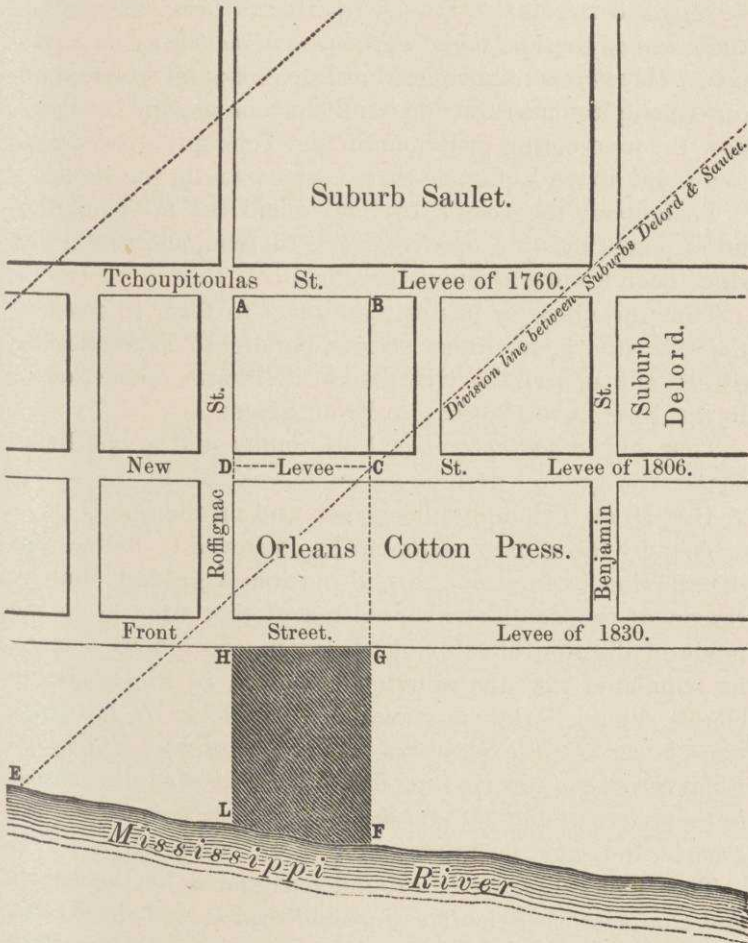 Suburb Saulet.
Division line between Suburbs Delord & Saulet.
Tchoupitoulas St. Levee of 1760.
A B
St.
St.
Suburb
Delord.
New D Levee C St. Levee of 1806.
Roffignac
Orleans Cotton Press.
Benjamin
Front Street. Levee of 1830.
H G
E
L
F
Mississippi River